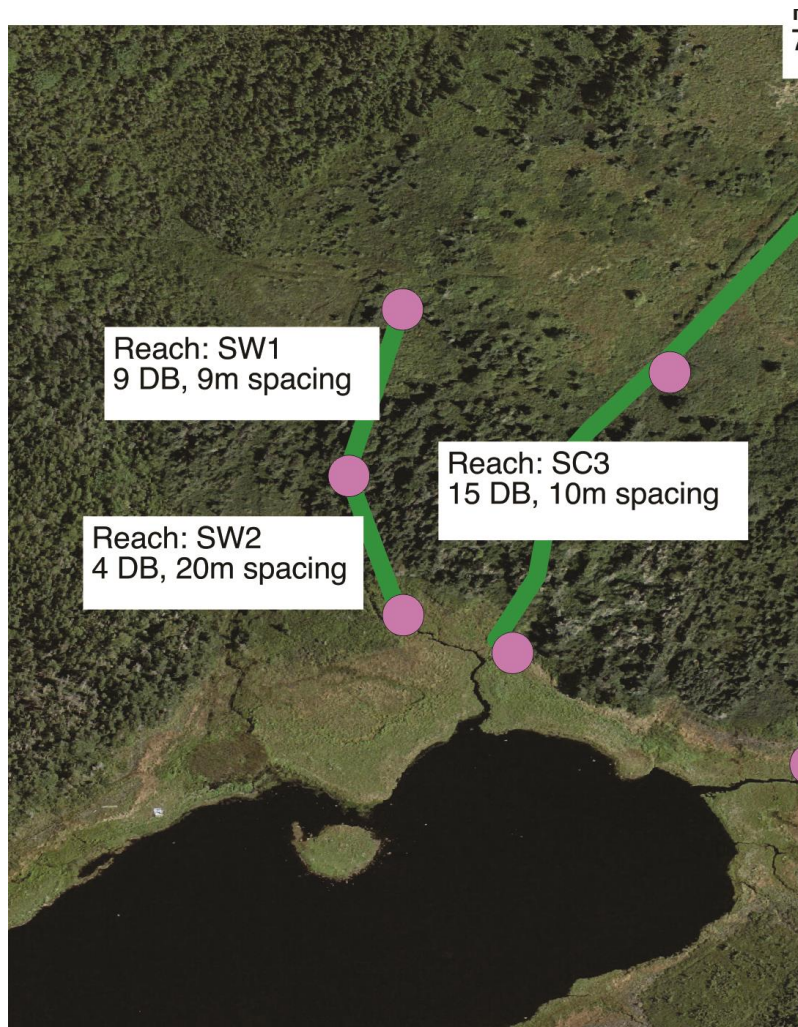 Reach: SW1
9 DB, 9m spacing
Reach: SC3
15 DB, 10m spacing
Reach: SW2
4 DB, 20m spacing